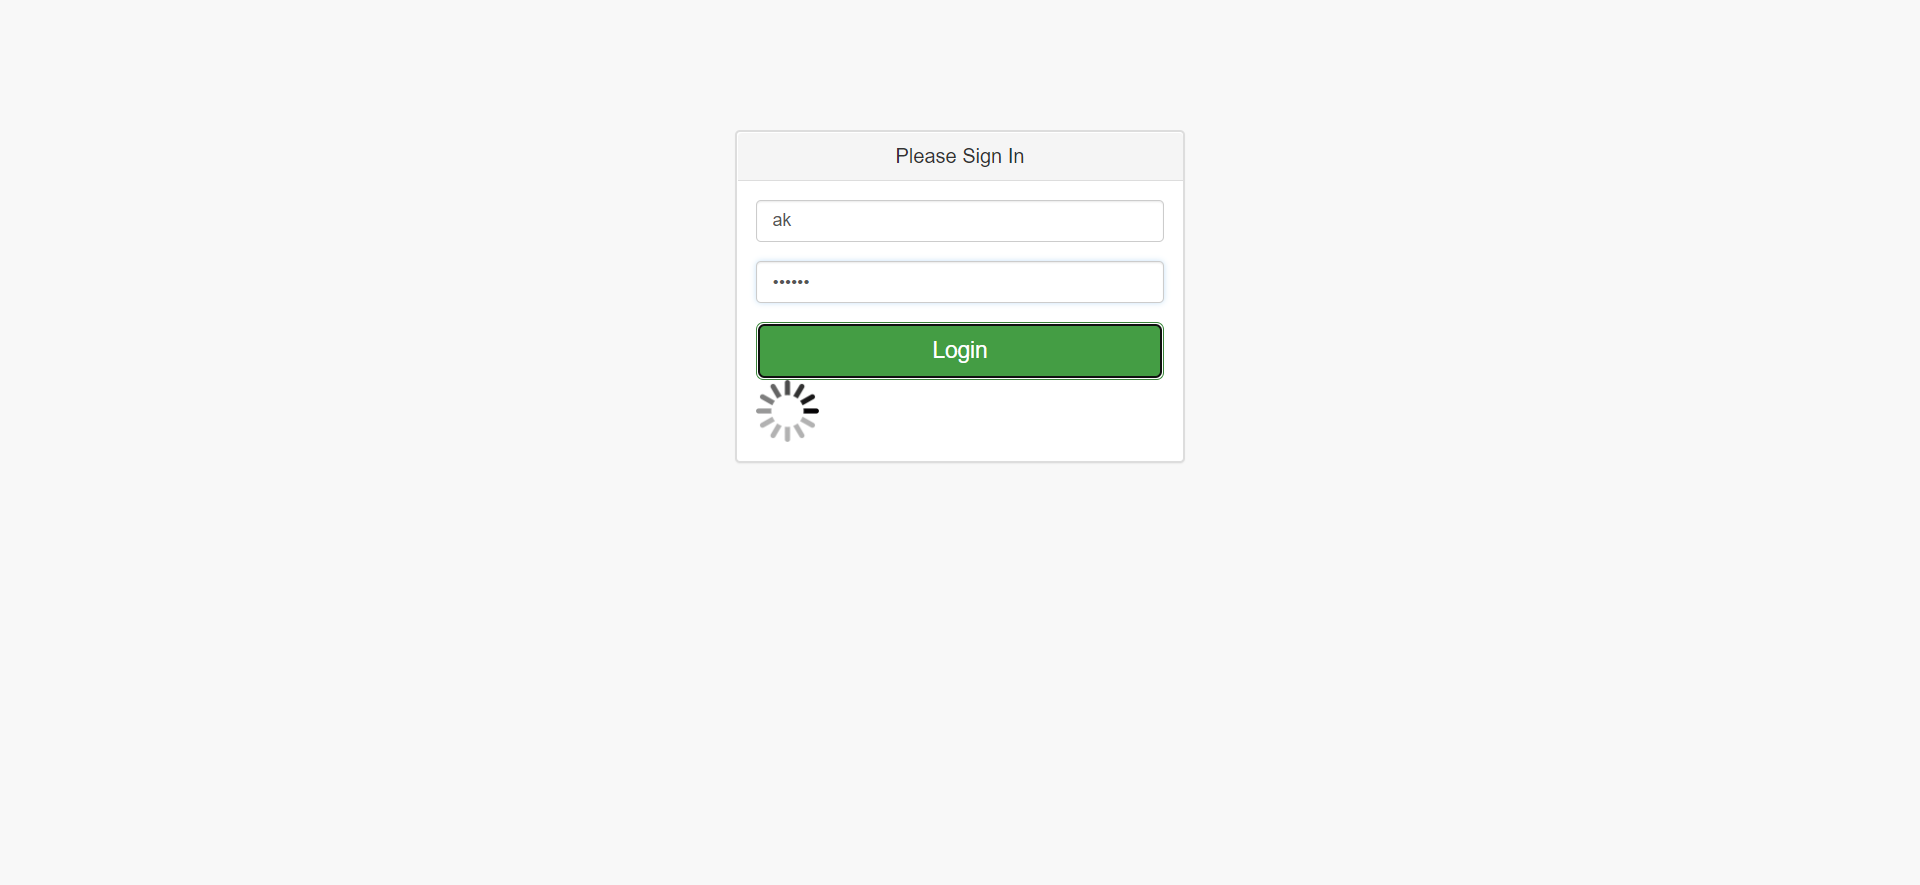 Please Sign In
ak
••••••
Login